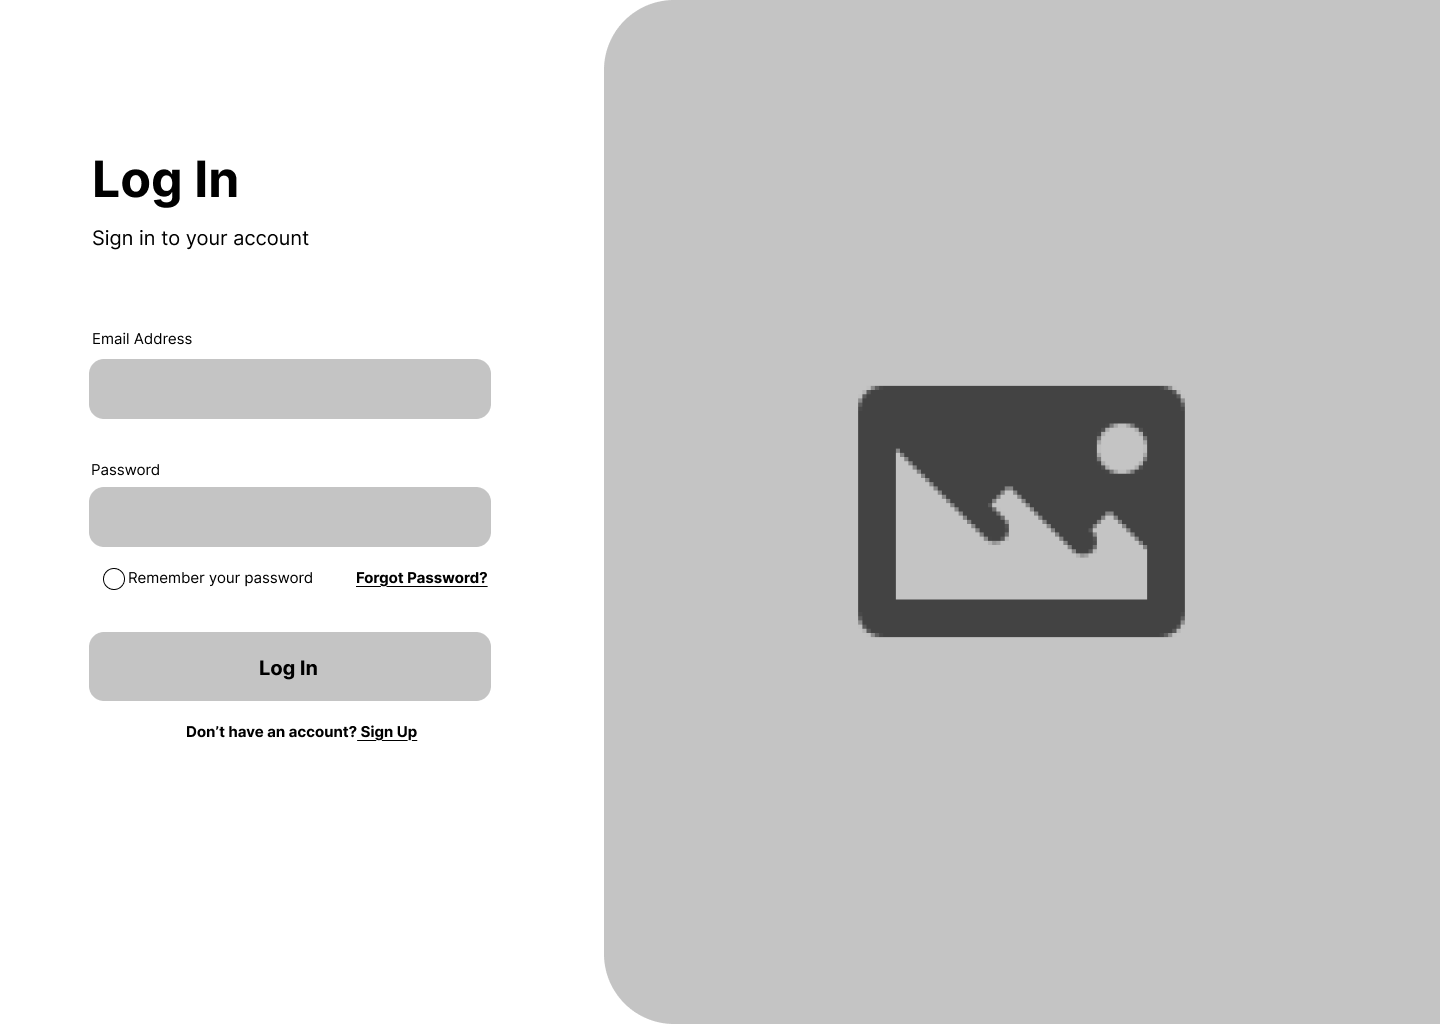 Log In
Sign in to your account
Email Address
Password
Remember your password
Forgot Password?
Log In
Don’t have an account? Sign Up